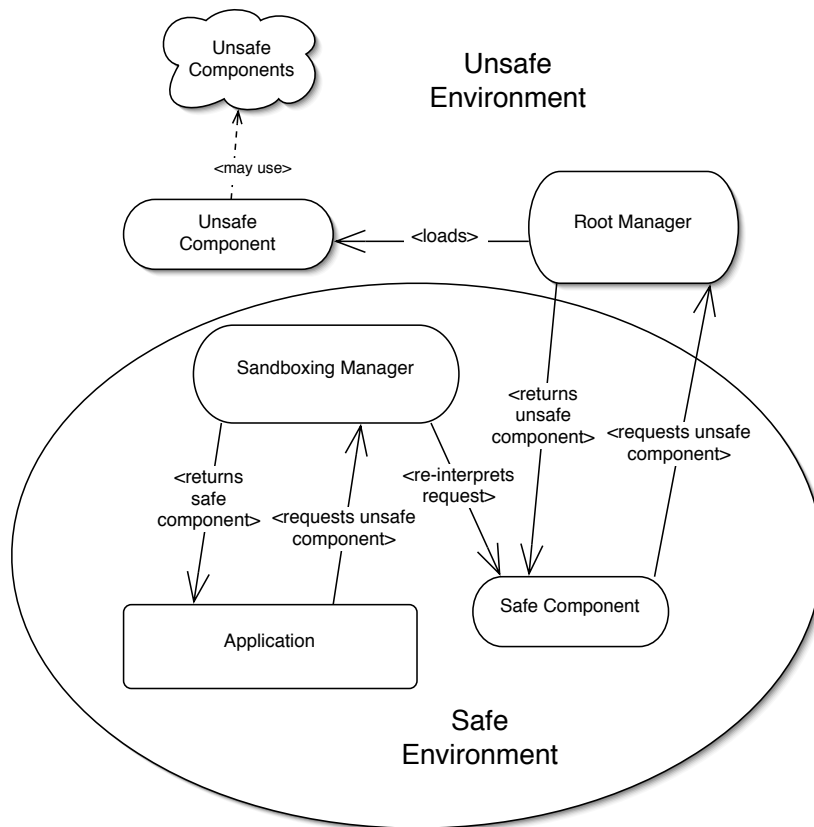 Unsafe
Components
Unsafe
Environment
<may use>
Unsafe
Component
<loads>
Root Manager
Sandboxing Manager
<returns
unsafe
component>
<requests unsafe
component>
<returns
safe
component>
<requests unsafe
component>
<re-interprets
request>
Safe Component
Application
Safe
Environment